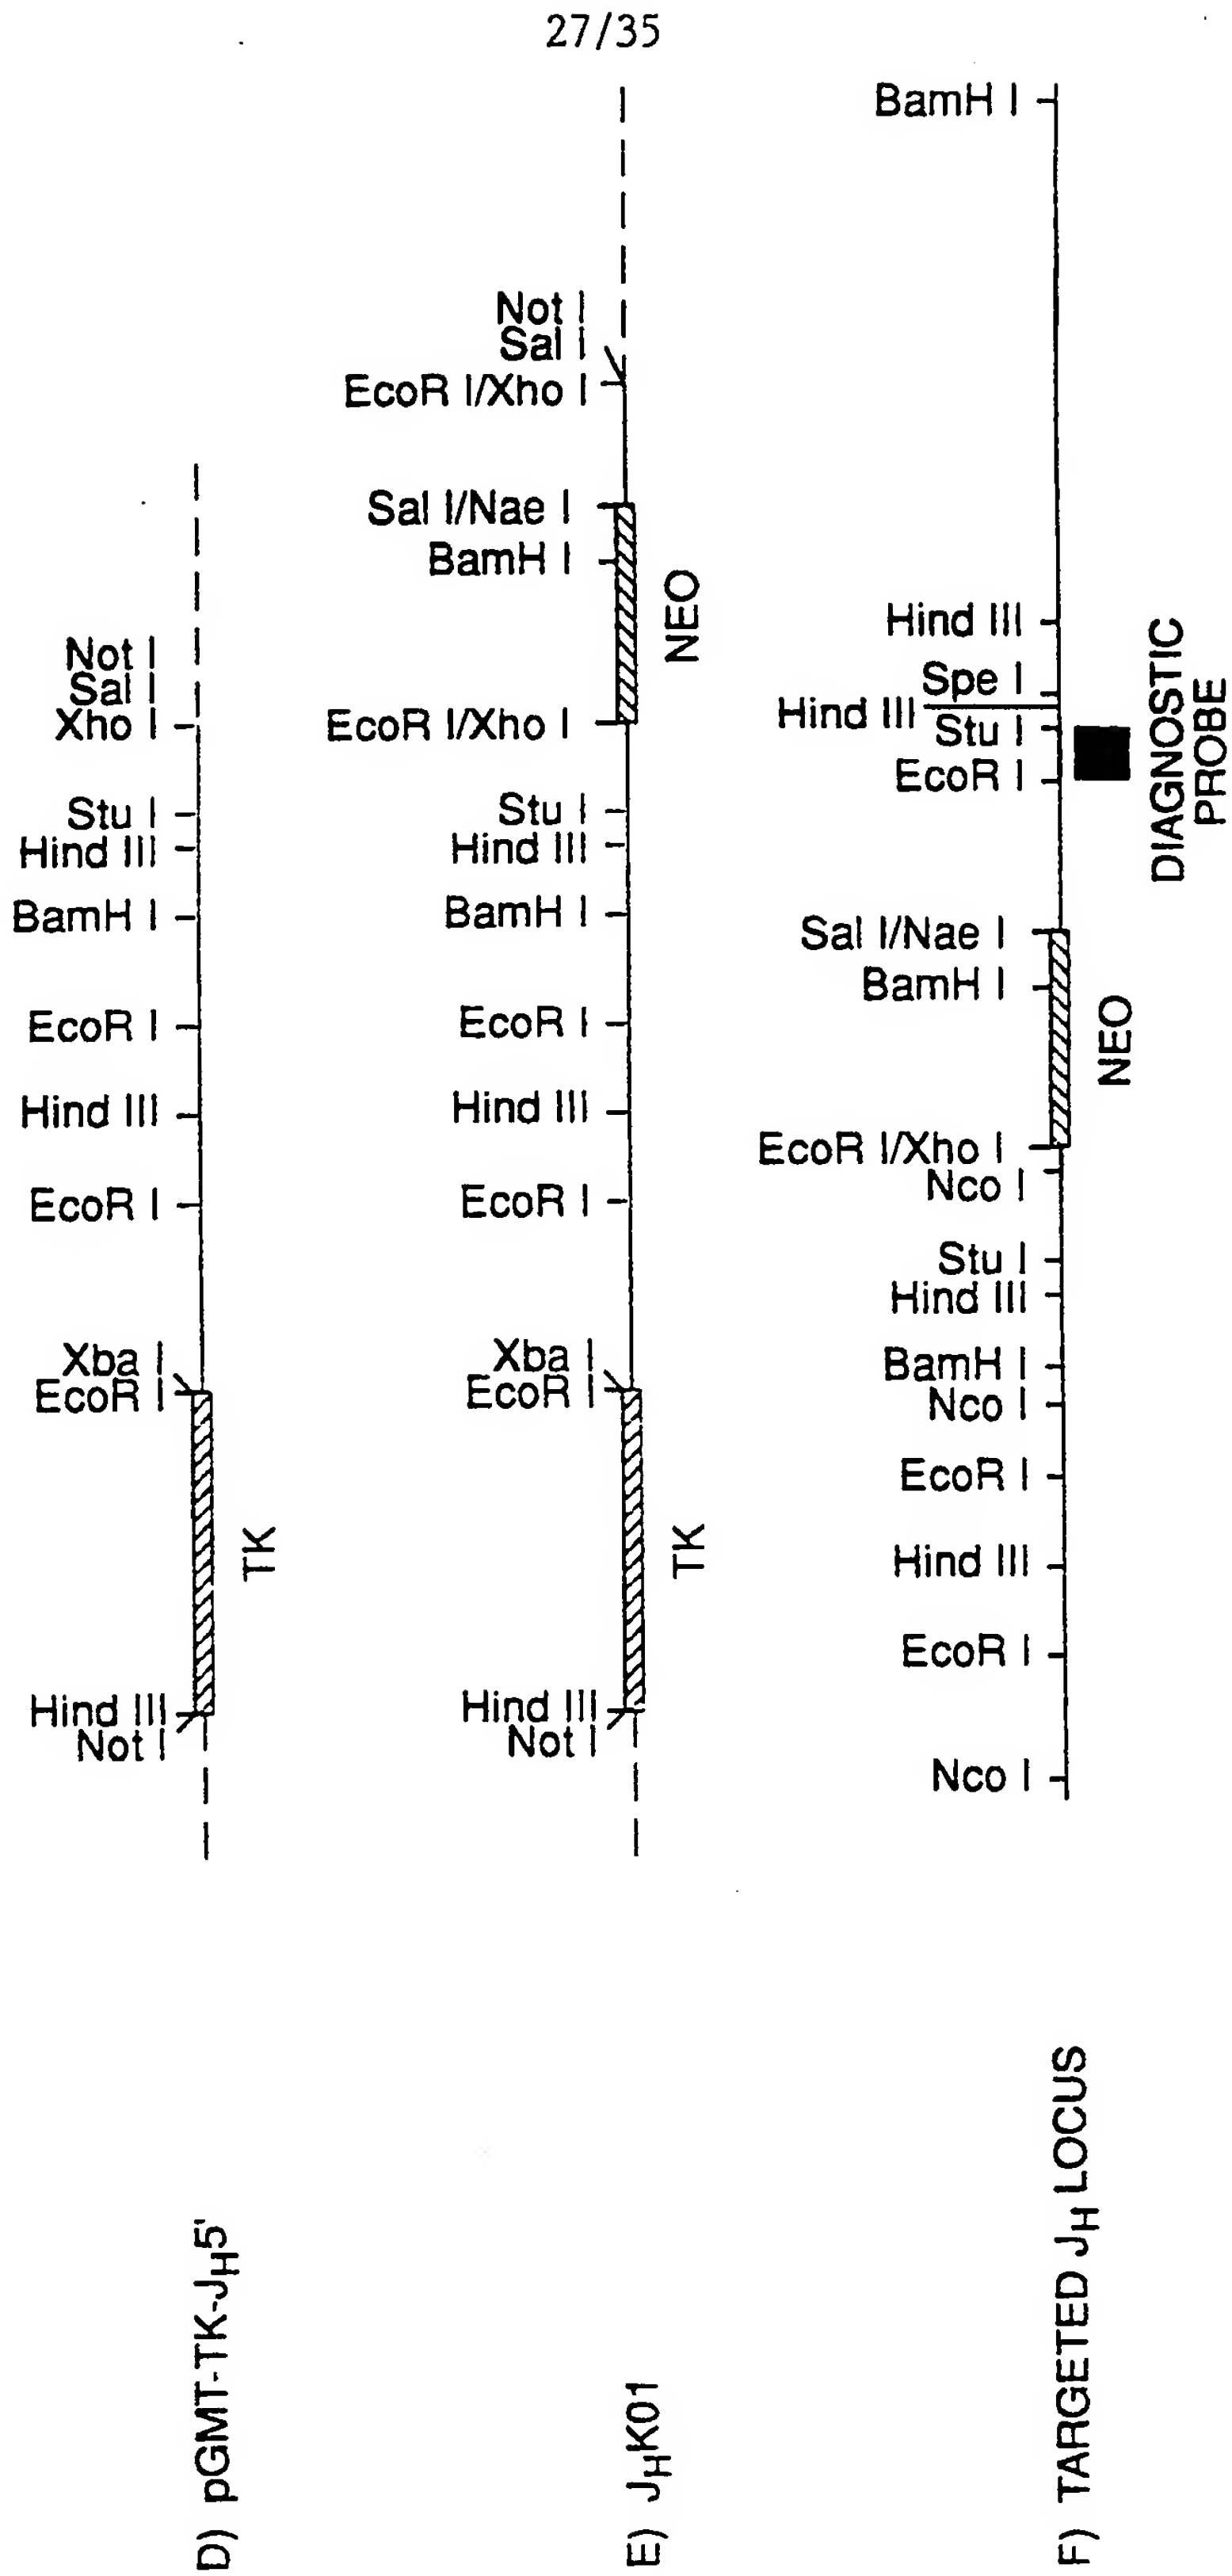 27/35
Not I
Sal I
Xho I
Stu I
Hind III
BamH I
EcoR I
Hind III
EcoR I
Xba I
EcoR I
TK
Hind III
Not I
D) pGMT-TK-JH5'
Not I
Sal I
EcoR I/Xho I
Sal I/Nae I
BamH I
NEO
EcoR I/Xho I
Stu I
Hind III
BamH I
EcoR I
Hind III
EcoR I
Xba I
EcoR I
TK
Hind III
Not I
E) JHK01
BamH I
Hind III
Spe I
Hind III
Stu I
EcoR I
DIAGNOSTIC
PROBE
Sal I/Nae I
BamH I
NEO
EcoR I/Xho I
Nco I
Stu I
Hind III
BamH I
Nco I
EcoR I
Hind III
EcoR I
Nco I
F) TARGETED JH LOCUS